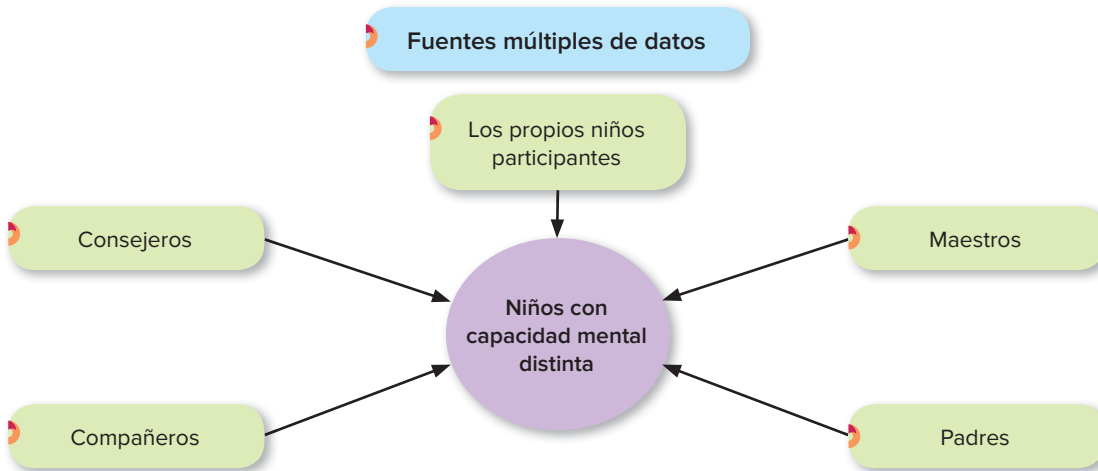 Fuentes múltiples de datos
Los propios niños
participantes
Consejeros
Maestros
Niños con
capacidad mental
distinta
Compañeros
Padres